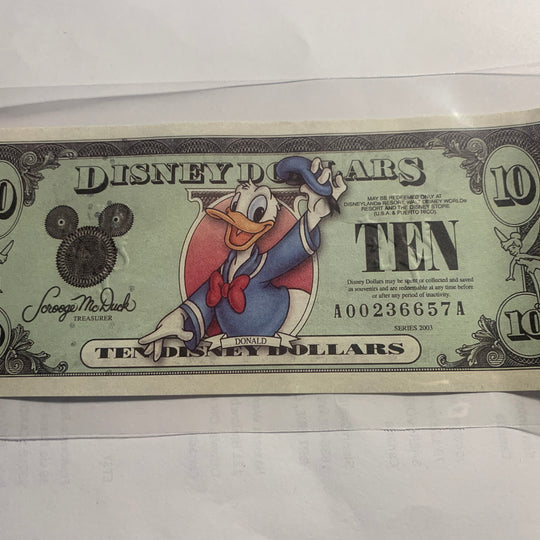 DISNEY DOLLARS
10
MAY BE REDEEMED ONLY AT
DISNEYLAND® RESORT, WALT DISNEY WORLD®
RESORT AND THE DISNEY STORE
(U.S.A. & PUERTO RICO)
TEN
Disney Dollars may be spent or collected and saved
as souvenirs and are redeemable at any time before
or after any period of inactivity.
A00236657A
Scrooge McDuck
TREASURER
SERIES 2003
DONALD
TEN DISNEY DOLLARS
10